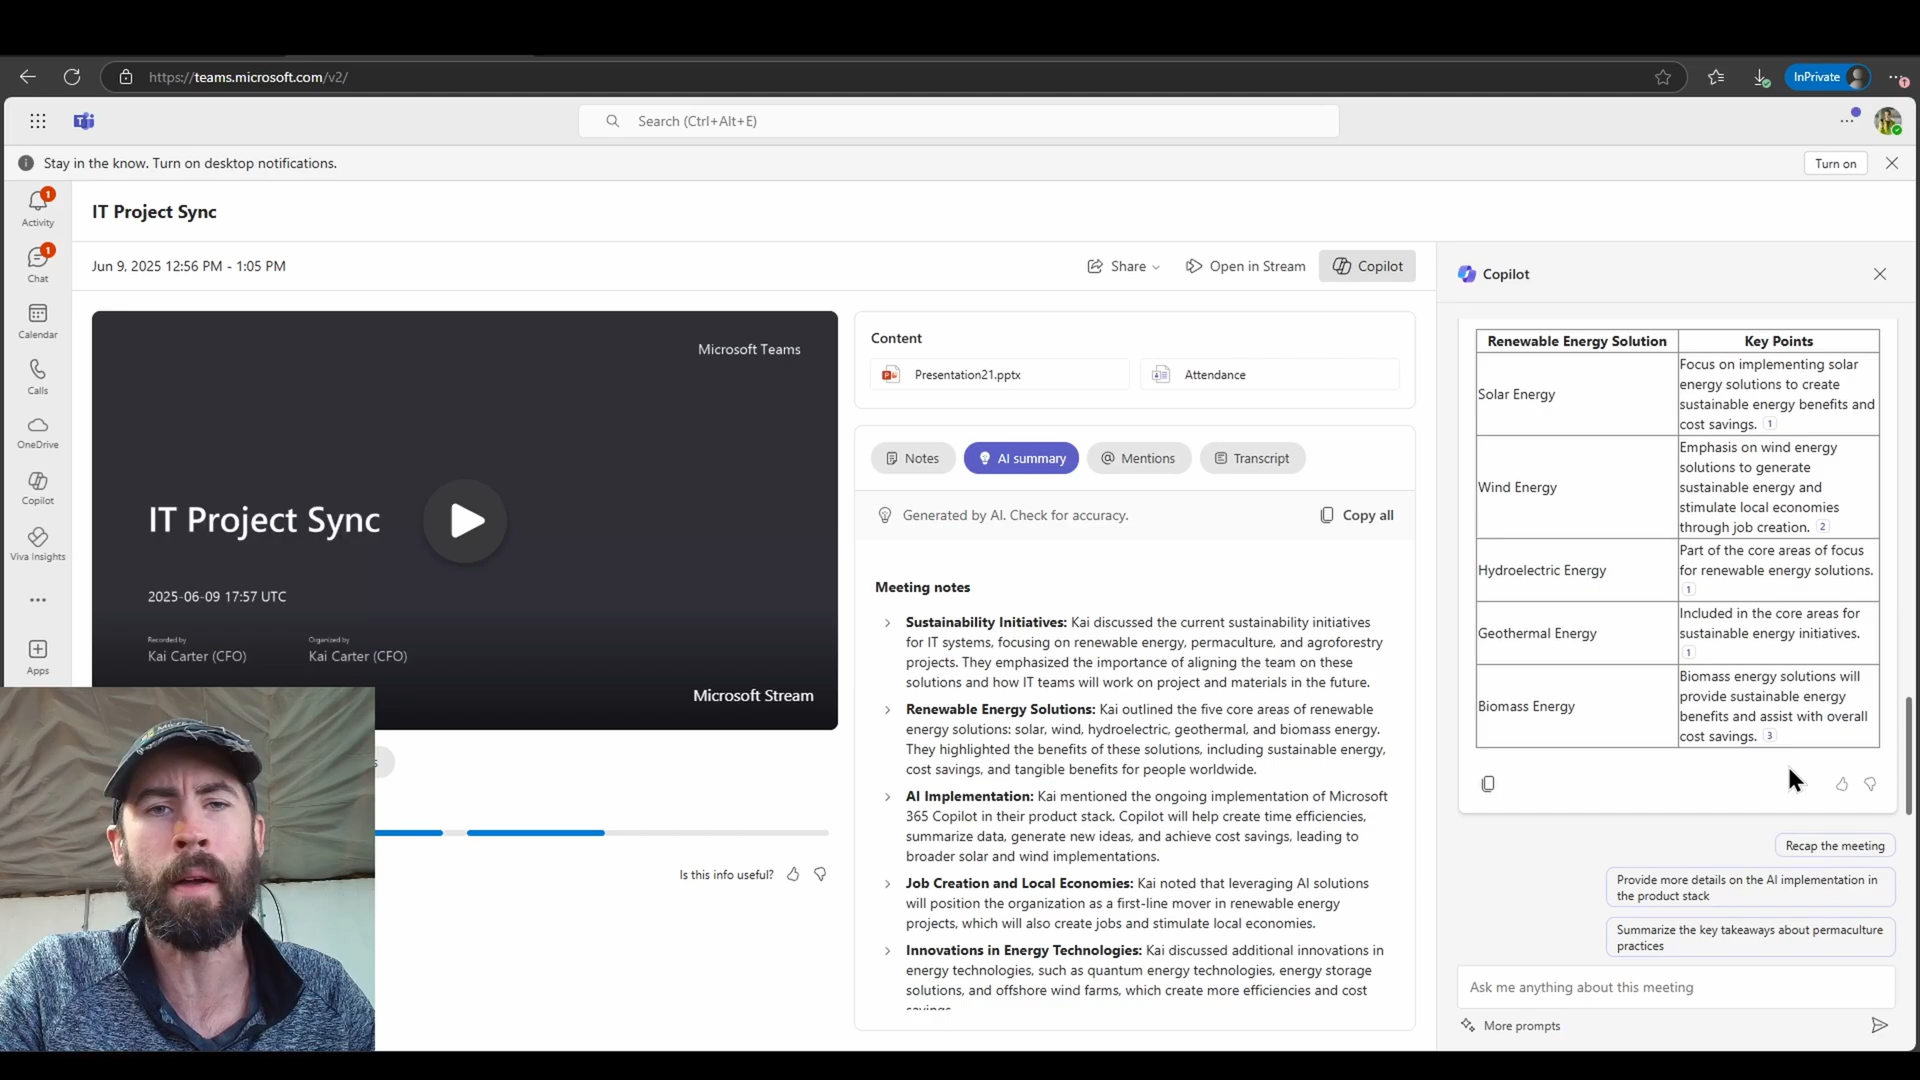 https://teams.microsoft.com/v2/
InPrivate
Search (Ctrl+Alt+E)
Stay in the know. Turn on desktop notifications.
Turn on
1
Activity
1
Chat
Calendar
Calls
OneDrive
Copilot
Viva Insights
Apps
IT Project Sync
Jun 9, 2025 12:56 PM - 1:05 PM
Share
Open in Stream
Copilot
Microsoft Teams
IT Project Sync
2025-06-09 17:57 UTC
Recorded by
Kai Carter (CFO)
Organized by
Kai Carter (CFO)
Microsoft Stream
Is this info useful?
Content
Presentation21.pptx
Attendance
Notes
AI summary
Mentions
Transcript
Generated by AI. Check for accuracy.
Copy all
Meeting notes
Sustainability Initiatives: Kai discussed the current sustainability initiatives
for IT systems, focusing on renewable energy, permaculture, and agroforestry
projects. They emphasized the importance of aligning the team on these
solutions and how IT teams will work on project and materials in the future.
Renewable Energy Solutions: Kai outlined the five core areas of renewable
energy solutions: solar, wind, hydroelectric, geothermal, and biomass energy.
They highlighted the benefits of these solutions, including sustainable energy,
cost savings, and tangible benefits for people worldwide.
AI Implementation: Kai mentioned the ongoing implementation of Microsoft
365 Copilot in their product stack. Copilot will help create time efficiencies,
summarize data, generate new ideas, and achieve cost savings, leading to
broader solar and wind implementations.
Job Creation and Local Economies: Kai noted that leveraging AI solutions
will position the organization as a first-line mover in renewable energy
projects, which will also create jobs and stimulate local economies.
Innovations in Energy Technologies: Kai discussed additional innovations in
energy technologies, such as quantum energy technologies, energy storage
solutions, and offshore wind farms, which create more efficiencies and cost
Copilot
Renewable Energy Solution
Key Points
Solar Energy
Focus on implementing solar
energy solutions to create
sustainable energy benefits and
cost savings. 1
Wind Energy
Emphasis on wind energy
solutions to generate
sustainable energy and
stimulate local economies
through job creation. 2
Hydroelectric Energy
Part of the core areas of focus
for renewable energy solutions.
1
Geothermal Energy
Included in the core areas for
sustainable energy initiatives.
1
Biomass Energy
Biomass energy solutions will
provide sustainable energy
benefits and assist with overall
cost savings. 3
Recap the meeting
Provide more details on the AI implementation in
the product stack
Summarize the key takeaways about permaculture
practices
Ask me anything about this meeting
More prompts